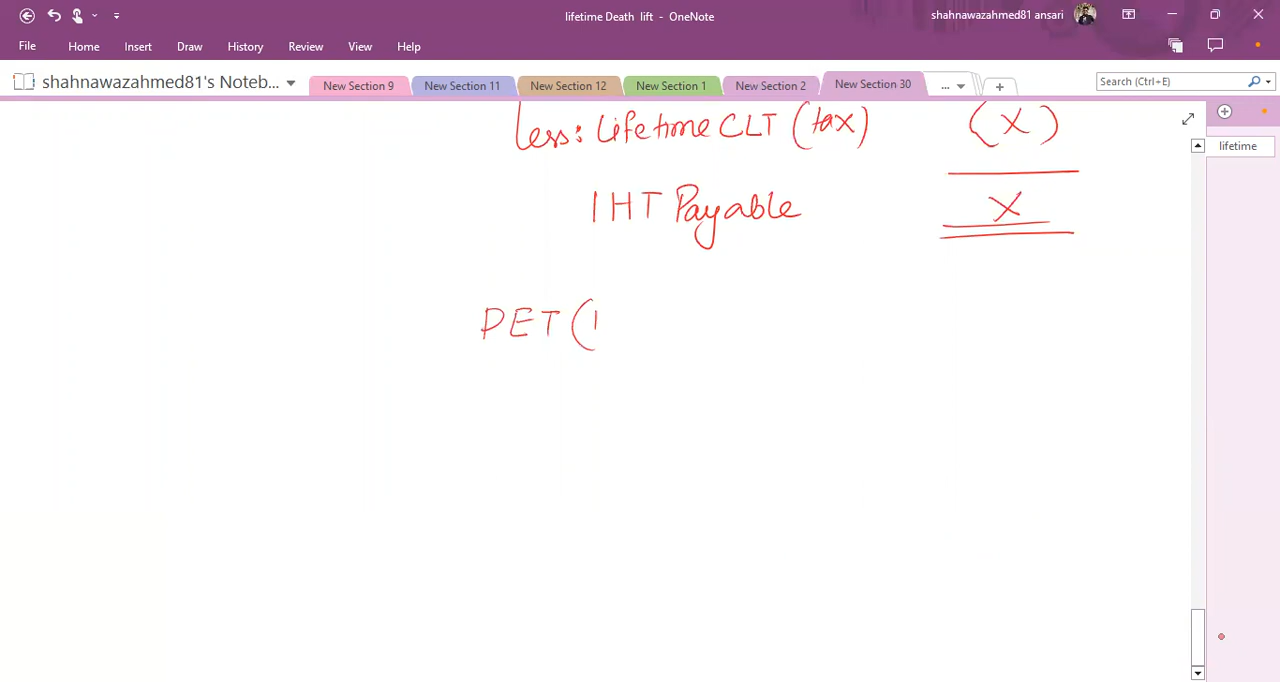 lifetime Death lift - OneNote
shahnawazahmed81 ansari
File Home Insert Draw History Review View Help
shahnawazahmed81's Noteb... New Section 9 New Section 11 New Section 12 New Section 1 New Section 2 New Section 30 ... Search (Ctrl+E)
less: Lifetime CLT (tax) (X)
lifetime
IHT Payable X
PET (1